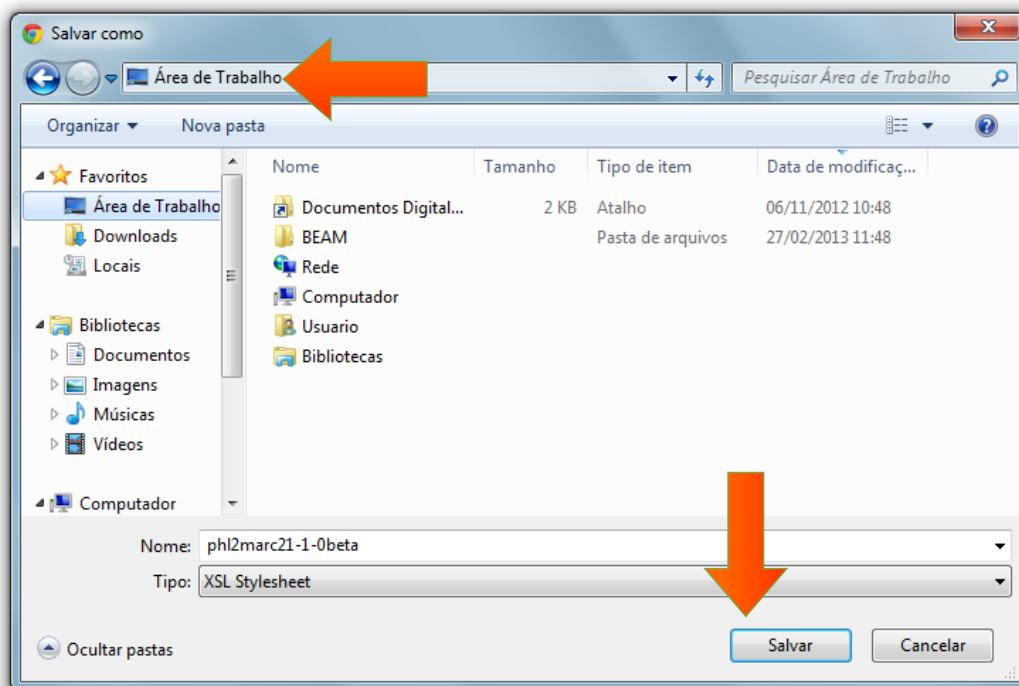 Salvar como
Área de Trabalho
Pesquisar Área de Trabalho
Organizar
Nova pasta
Favoritos
Área de Trabalho
Downloads
Locais
Bibliotecas
Documentos
Imagens
Músicas
Vídeos
Computador
Nome Tamanho Tipo de item Data de modificaç...
Documentos Digital... 2 KB Atalho 06/11/2012 10:48
BEAM Pasta de arquivos 27/02/2013 11:48
Rede
Computador
Usuario
Bibliotecas
Nome: phl2marc21-1-0beta
Tipo: XSL Stylesheet
Ocultar pastas
Salvar
Cancelar